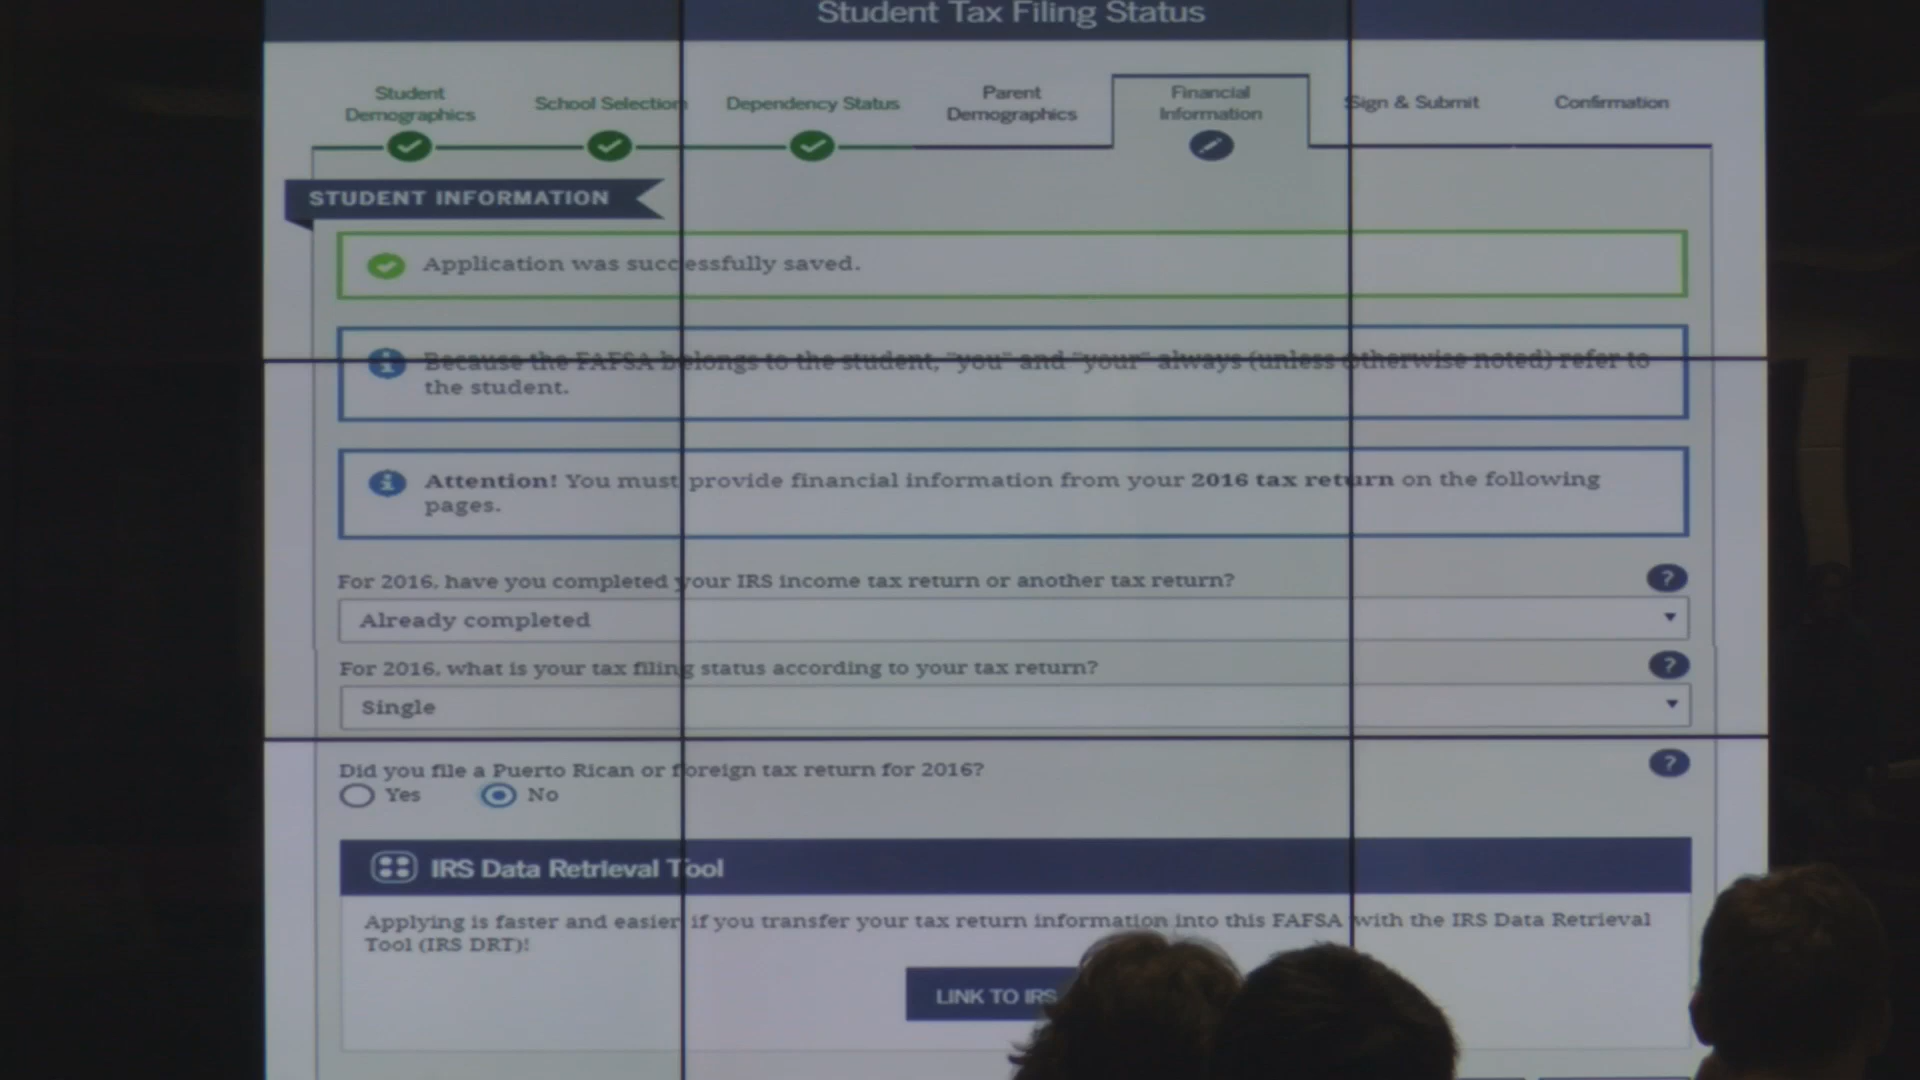 Student Tax Filing Status
Student
Demographics
School Selection
Dependency Status
Parent
Demographics
Financial
Information
Sign & Submit
Confirmation
STUDENT INFORMATION
Application was successfully saved.
Because the FAFSA belongs to the student, "you" and "your" always (unless otherwise noted) refer to
the student.
Attention! You must provide financial information from your 2016 tax return on the following
pages.
For 2016, have you completed your IRS income tax return or another tax return?
?
Already completed
For 2016, what is your tax filing status according to your tax return?
?
Single
Did you file a Puerto Rican or foreign tax return for 2016?
?
Yes No
IRS Data Retrieval Tool
Applying is faster and easier if you transfer your tax return information into this FAFSA with the IRS Data Retrieval
Tool (IRS DRT)!
LINK TO IRS